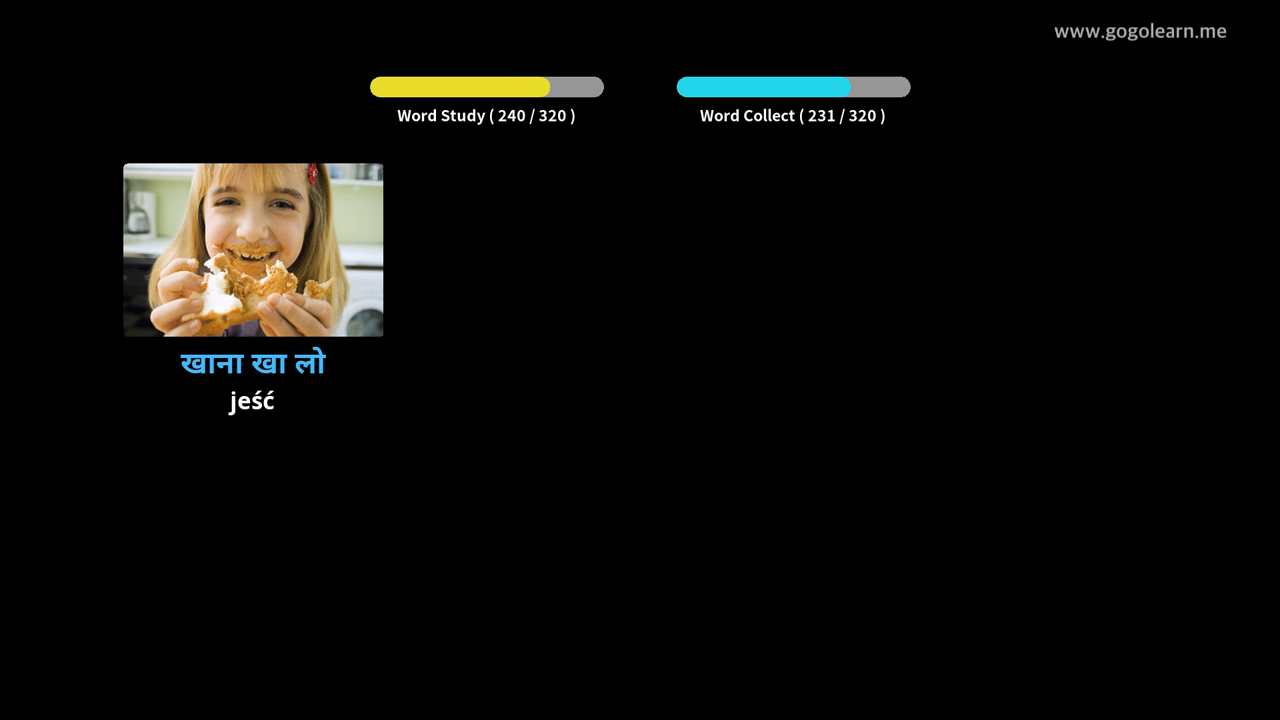 www.gogolearn.me
Word Study ( 240 / 320 )
Word Collect ( 231 / 320 )
खाना खा लो
jeść